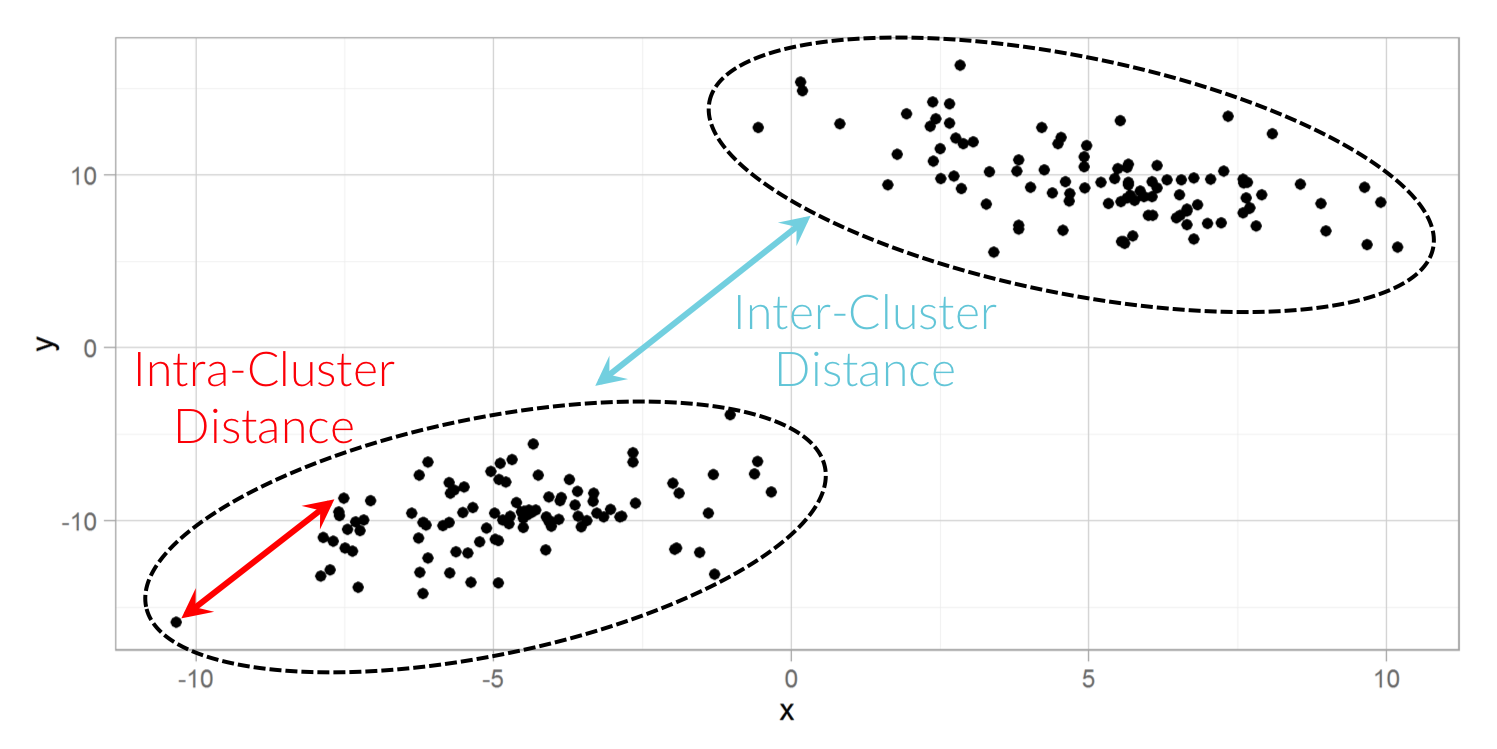 10
0
-10
y
Inter-Cluster
Distance
Intra-Cluster
Distance
-10
-5
0
5
10
x